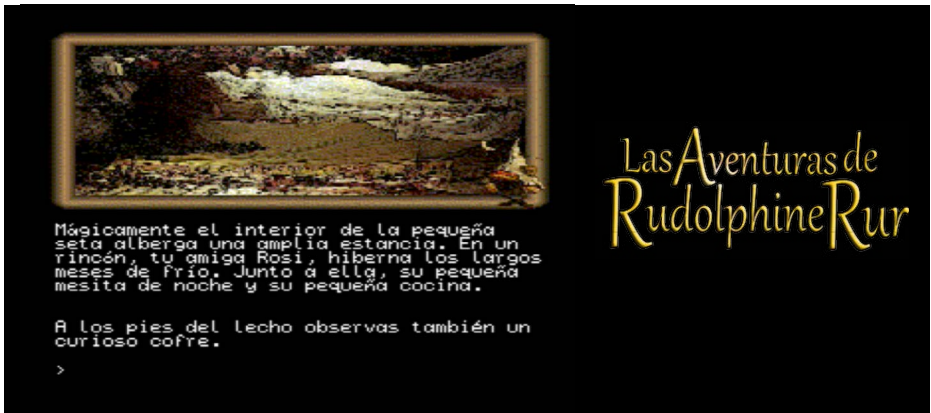 Mágicamente el interior de la pequeña
seta alberga una amplia estancia. En un
rincón, tu amiga Rosi, hiberna los largos
meses de frío. Junto a ella, su pequeña
mesita de noche y su pequeña cocina.
A los pies del lecho observas también un
curioso cofre.
>
Las Aventuras de
Rudolphine Rur